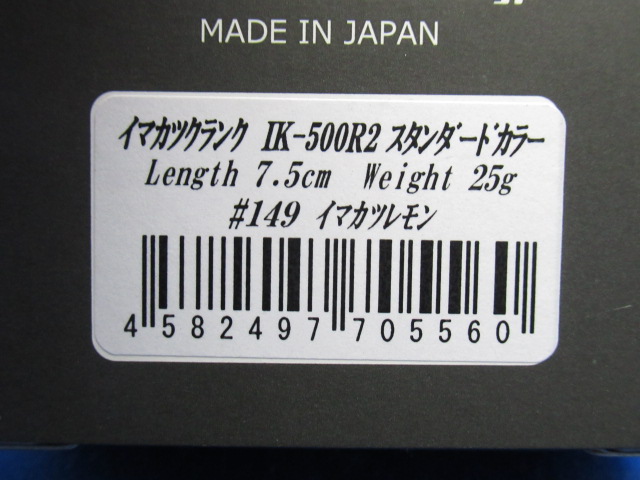 MADE IN JAPAN
イマカツクランク IK-500R2 スタンダードカラー
Length 7.5cm Weight 25g
#149 イマカツレモン
4 582497 705560